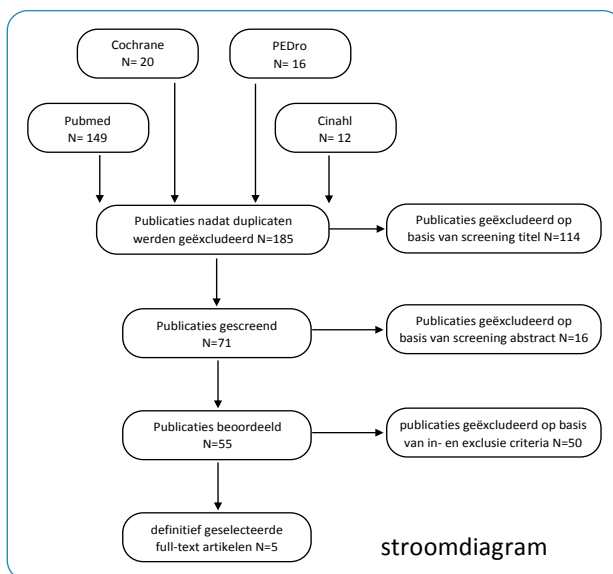 Cochrane
N= 20
PEDro
N= 16
Pubmed
N= 149
Cinahl
N= 12
Publicaties nadat duplicaten
werden geëxcludeerd N=185
Publicaties geëxcludeerd op
basis van screening titel N=114
Publicaties gescreend
N=71
Publicaties geëxcludeerd op
basis van screening abstract N=16
Publicaties beoordeeld
N=55
publicaties geëxcludeerd op basis
van in- en exclusie criteria N=50
definitief geselecteerde
full-text artikelen N=5
stroomdiagram